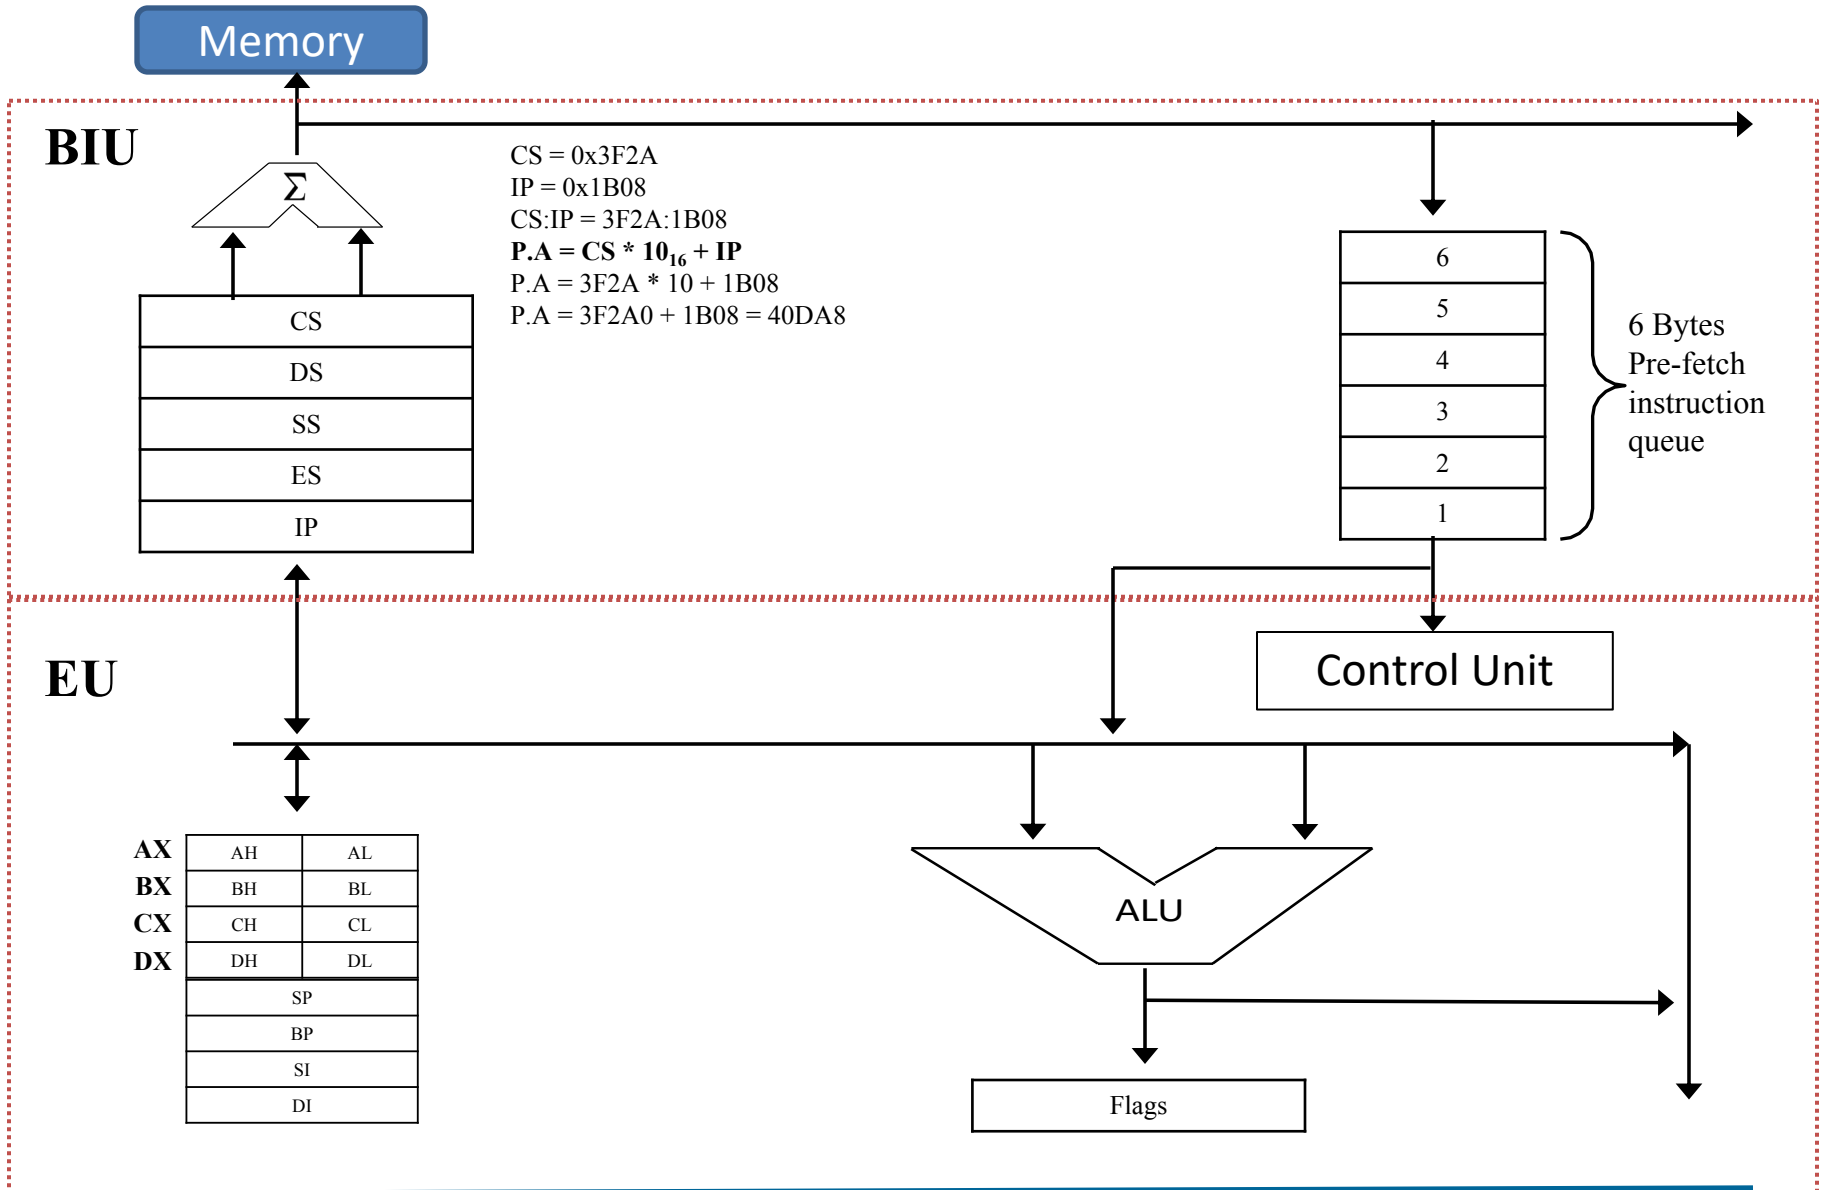 Memory
BIU
Σ
CS = 0x3F2A
IP = 0x1B08
CS:IP = 3F2A:1B08
P.A = CS * 10₁₆ + IP
P.A = 3F2A * 10 + 1B08
P.A = 3F2A0 + 1B08 = 40DA8
CS
DS
SS
ES
IP
6
5
4
3
2
1
6 Bytes
Pre-fetch
instruction
queue
EU
Control Unit
AX AH AL
BX BH BL
CX CH CL
DX DH DL
SP
BP
SI
DI
ALU
Flags